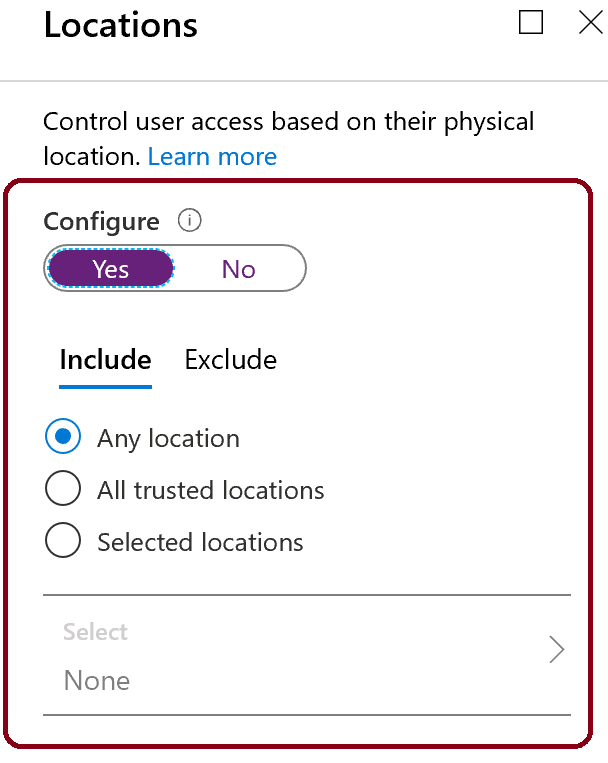 Locations
Control user access based on their physical
location. Learn more
Configure
Yes No
Include Exclude
Any location
All trusted locations
Selected locations
Select
None